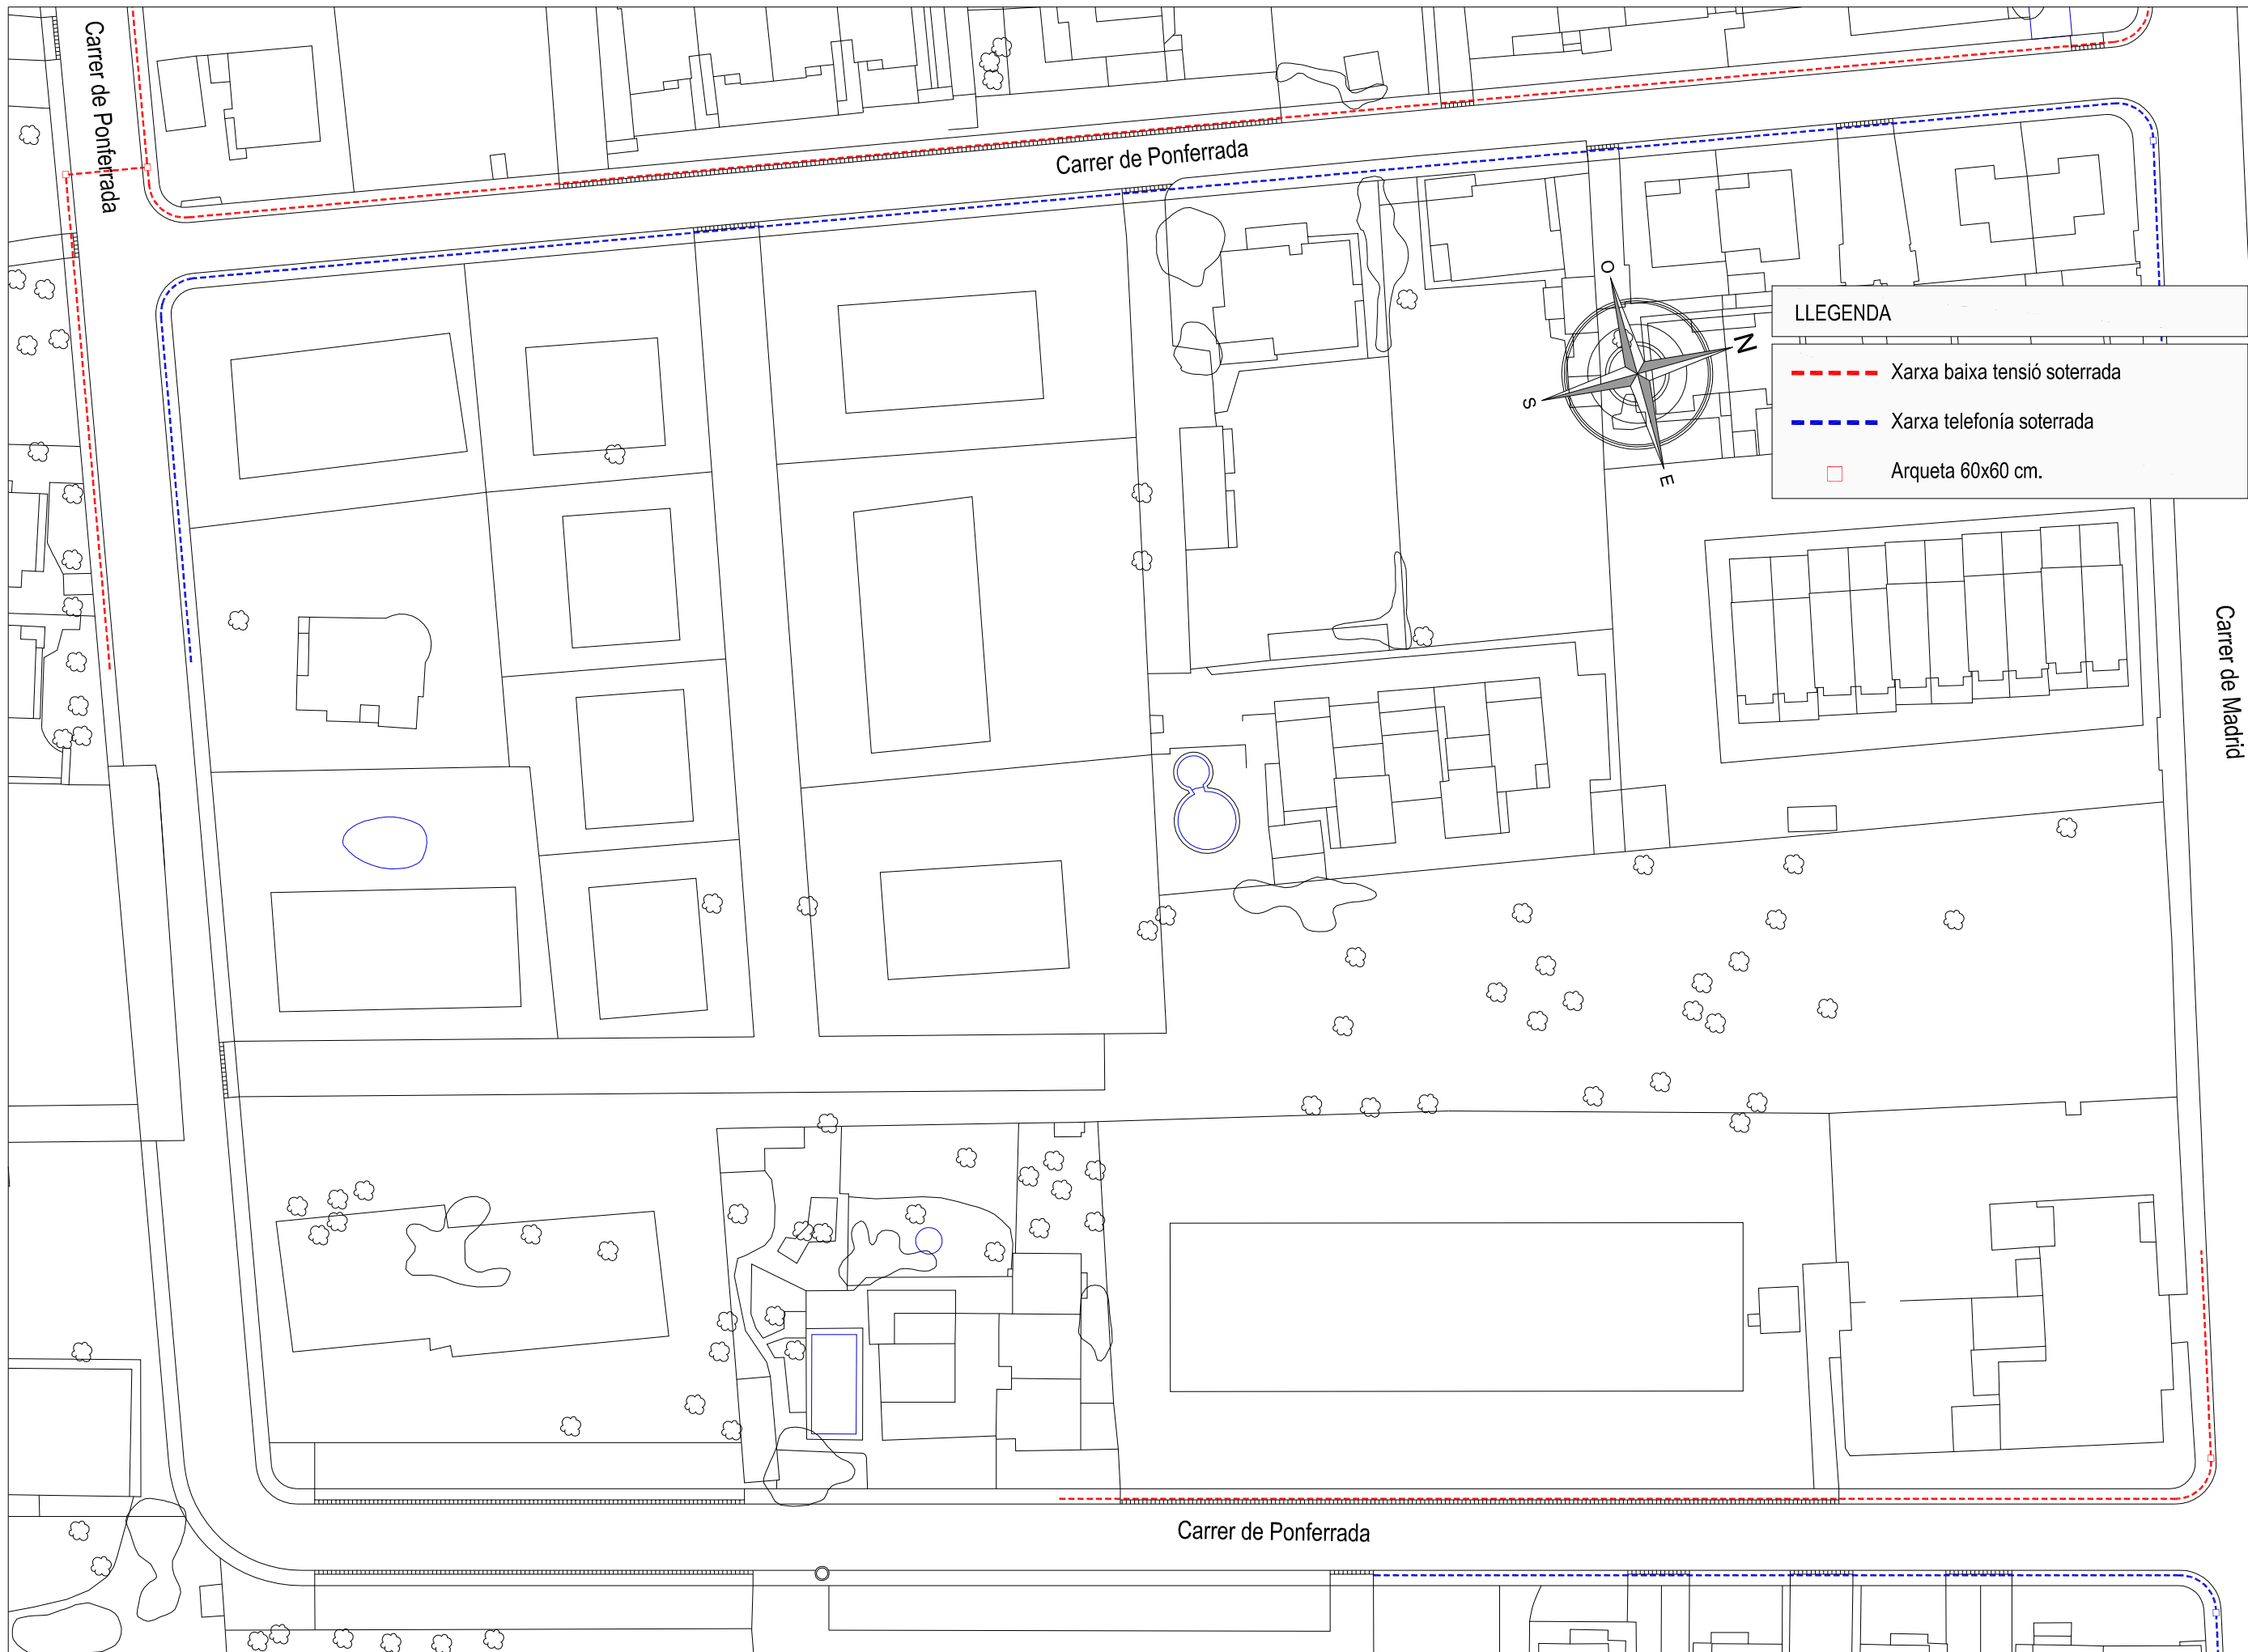 Carrer de Ponferrada
Carrer de Ponferrada
O
N
S
E
LLEGENDA
Xarxa baixa tensió soterrada
Xarxa telefonía soterrada
Arqueta 60x60 cm.
Carrer de Madrid
Carrer de Ponferrada